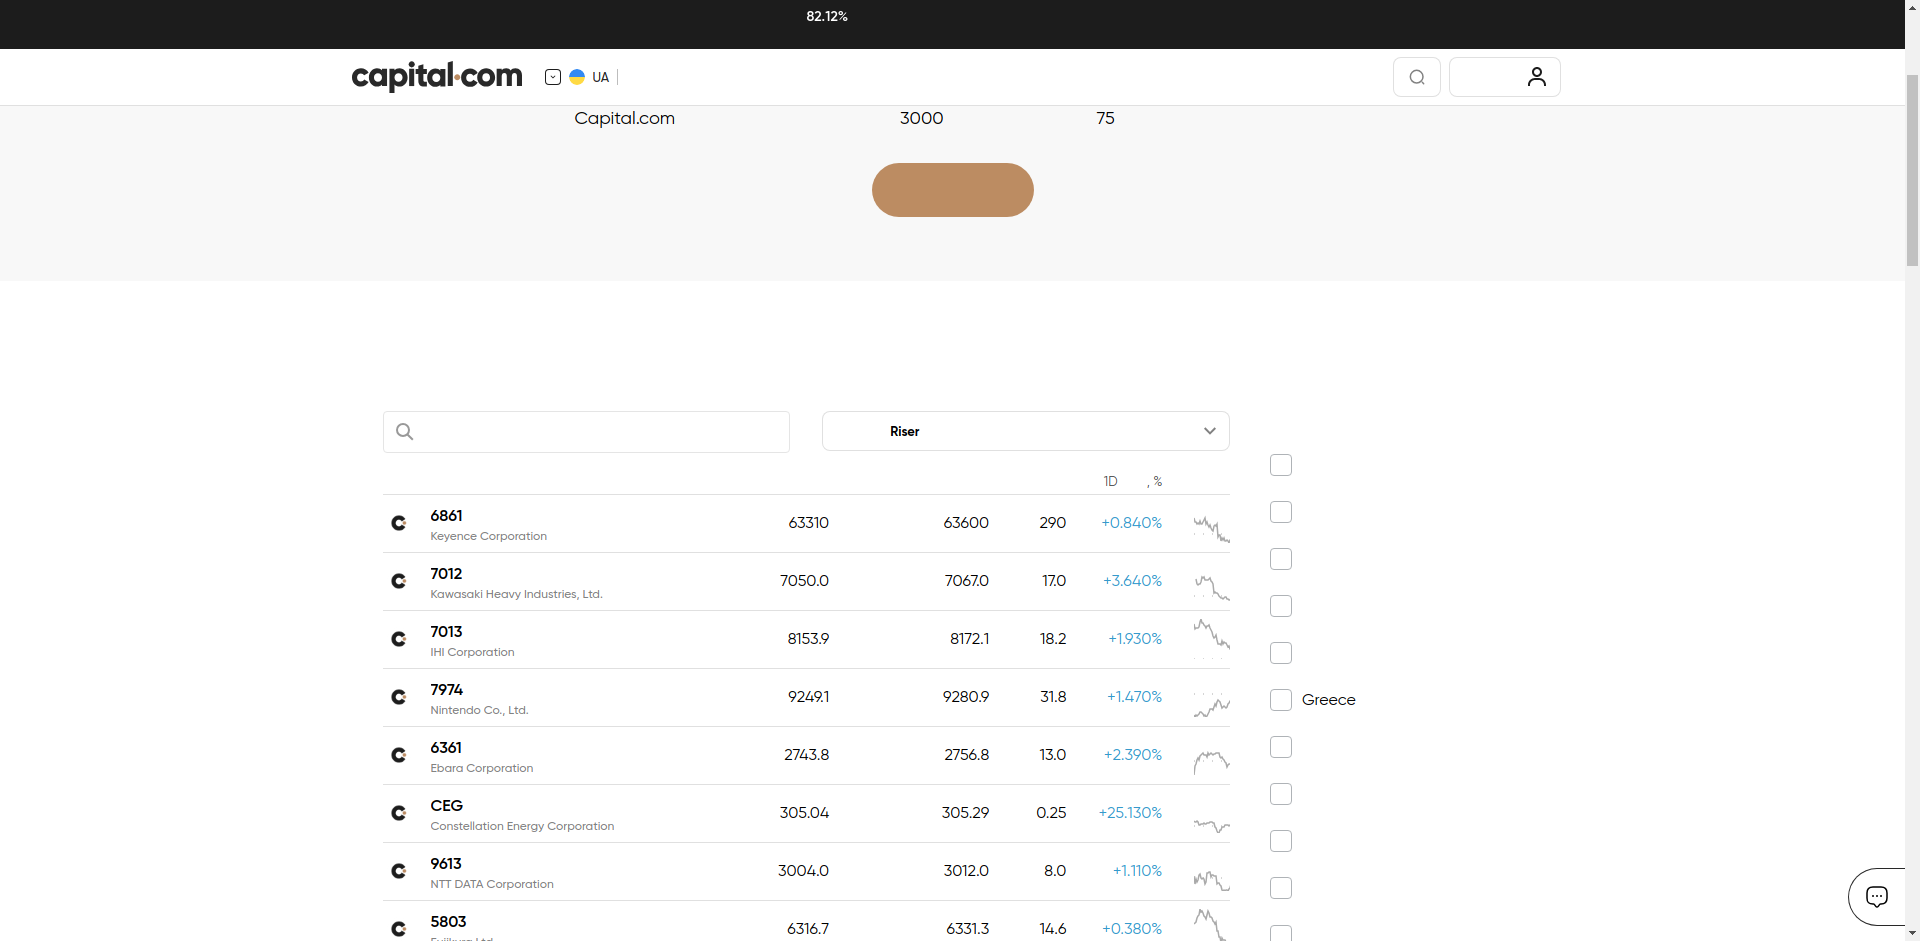 82.12%
capital.com
UA
Capital.com 3000 75
Riser
1D , %
6861 63310 63600 290 +0.840%
Keyence Corporation
7012 7050.0 7067.0 17.0 +3.640%
Kawasaki Heavy Industries, Ltd.
7013 8153.9 8172.1 18.2 +1.930%
IHI Corporation
7974 9249.1 9280.9 31.8 +1.470%
Nintendo Co., Ltd.
Greece
6361 2743.8 2756.8 13.0 +2.390%
Ebara Corporation
CEG 305.04 305.29 0.25 +25.130%
Constellation Energy Corporation
9613 3004.0 3012.0 8.0 +1.110%
NTT DATA Corporation
5803 6316.7 6331.3 14.6 +0.380%